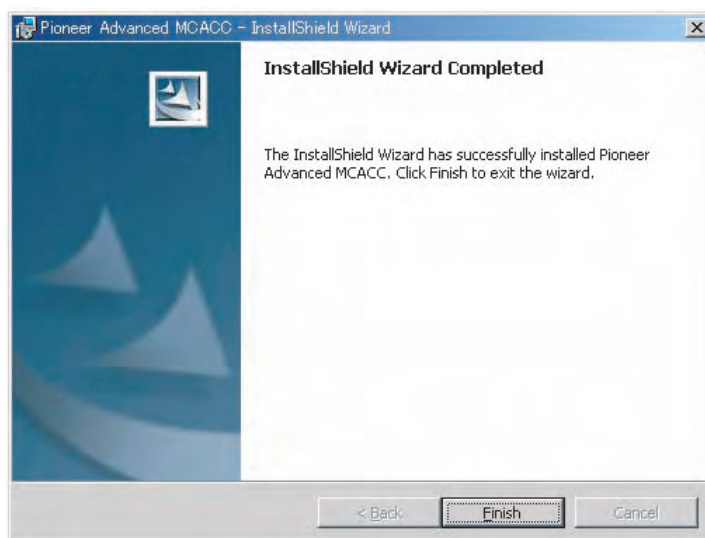 Pioneer Advanced MCACC - InstallShield Wizard
InstallShield Wizard Completed
The InstallShield Wizard has successfully installed Pioneer
Advanced MCACC. Click Finish to exit the wizard.
< Back
Finish
Cancel